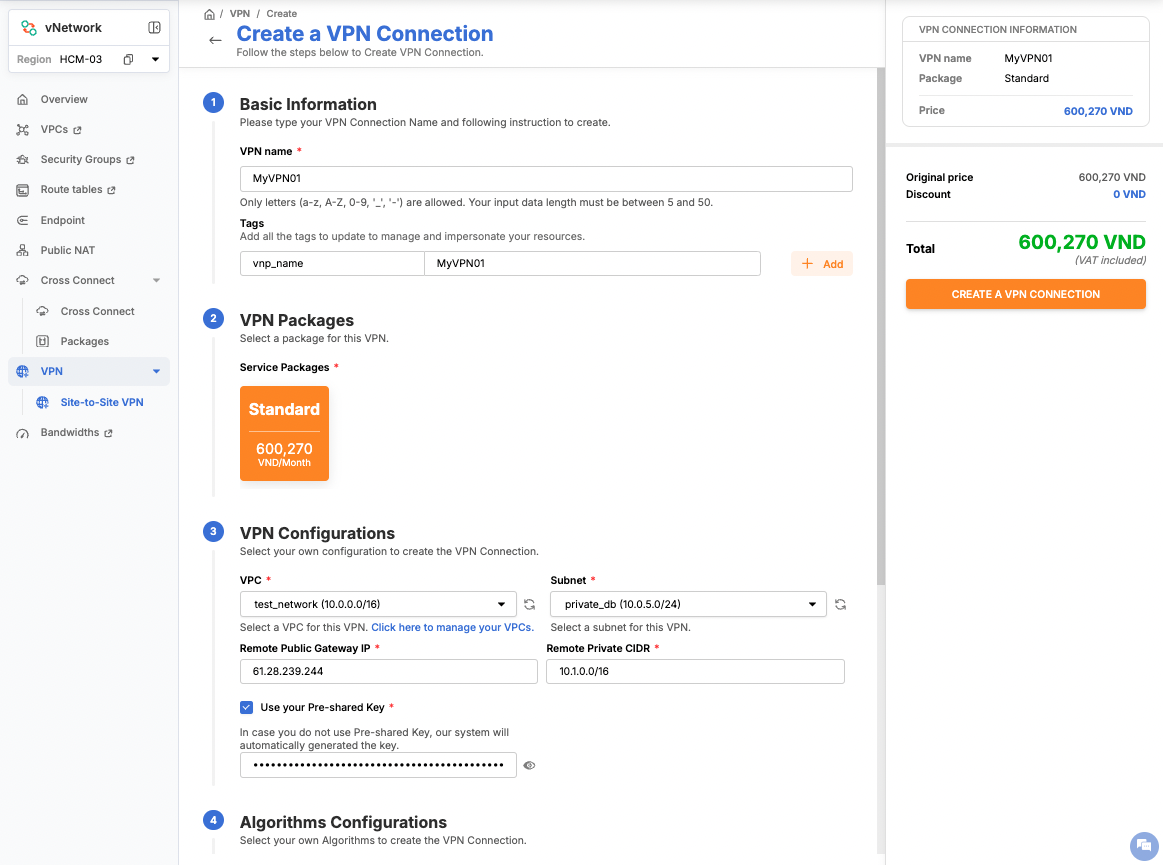 vNetwork
Region HCM-03
Overview
VPCs
Security Groups
Route tables
Endpoint
Public NAT
Cross Connect
Cross Connect
Packages
VPN
Site-to-Site VPN
Bandwidths
/ VPN / Create
Create a VPN Connection
Follow the steps below to Create VPN Connection.
1 Basic Information
Please type your VPN Connection Name and following instruction to create.
VPN name *
MyVPN01
Only letters (a-z, A-Z, 0-9, '_', '-') are allowed. Your input data length must be between 5 and 50.
Tags
Add all the tags to update to manage and impersonate your resources.
vnp_name MyVPN01 + Add
2 VPN Packages
Select a package for this VPN.
Service Packages *
Standard
600,270
VND/Month
3 VPN Configurations
Select your own configuration to create the VPN Connection.
VPC * Subnet *
test_network (10.0.0.0/16) private_db (10.0.5.0/24)
Select a VPC for this VPN. Click here to manage your VPCs. Select a subnet for this VPN.
Remote Public Gateway IP * Remote Private CIDR *
61.28.239.244 10.1.0.0/16
Use your Pre-shared Key *
In case you do not use Pre-shared Key, our system will
automatically generated the key.
4 Algorithms Configurations
Select your own Algorithms to create the VPN Connection.
VPN CONNECTION INFORMATION
VPN name MyVPN01
Package Standard
Price 600,270 VND
Original price 600,270 VND
Discount 0 VND
Total 600,270 VND
(VAT included)
CREATE A VPN CONNECTION